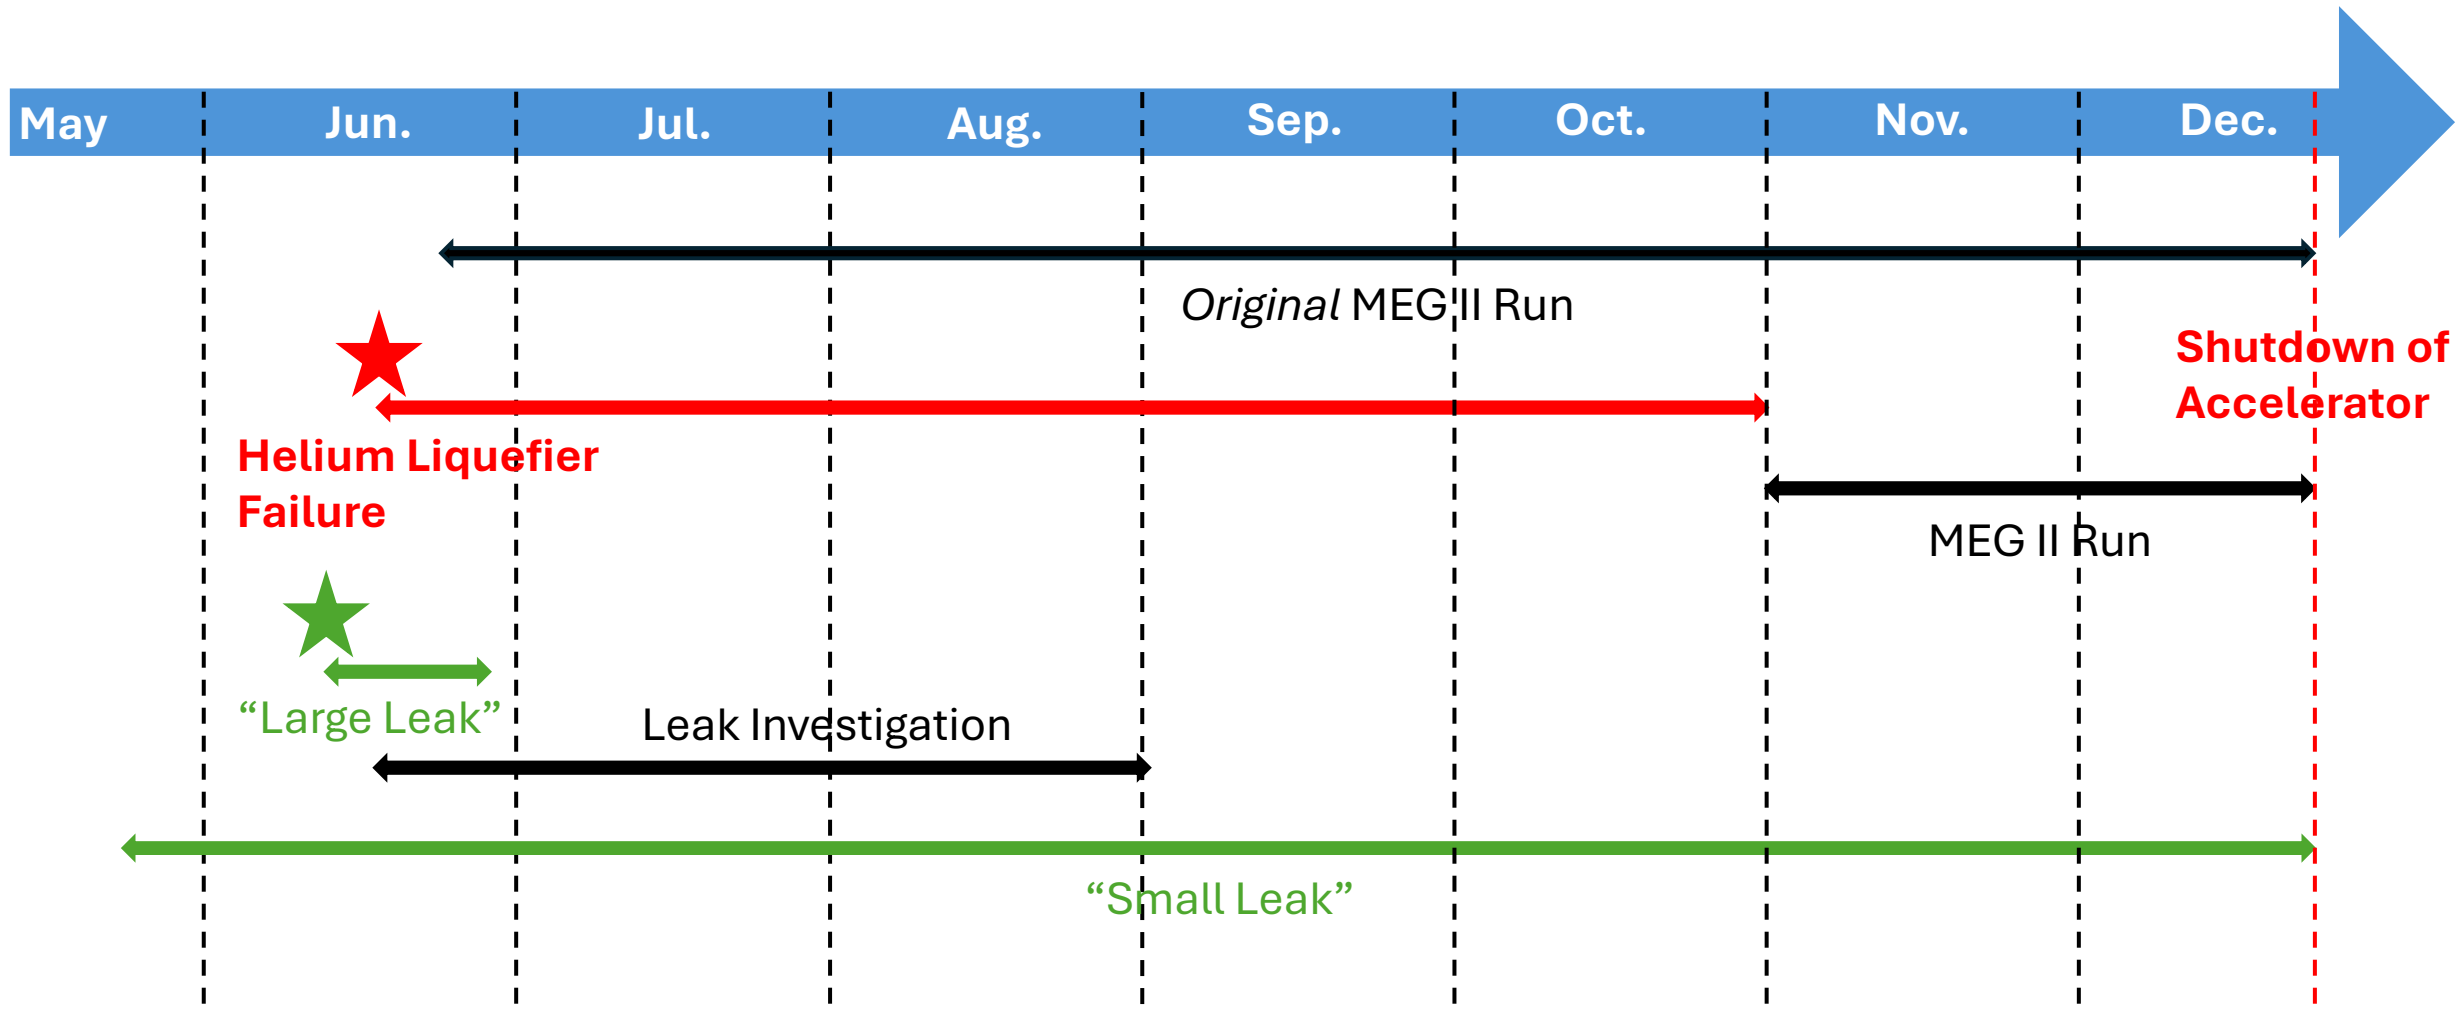 May Jun. Jul. Aug. Sep. Oct. Nov. Dec.
Original MEG II Run
Shutdown of
Accelerator
Helium Liquefier
Failure
MEG II Run
“Large Leak”
Leak Investigation
“Small Leak”